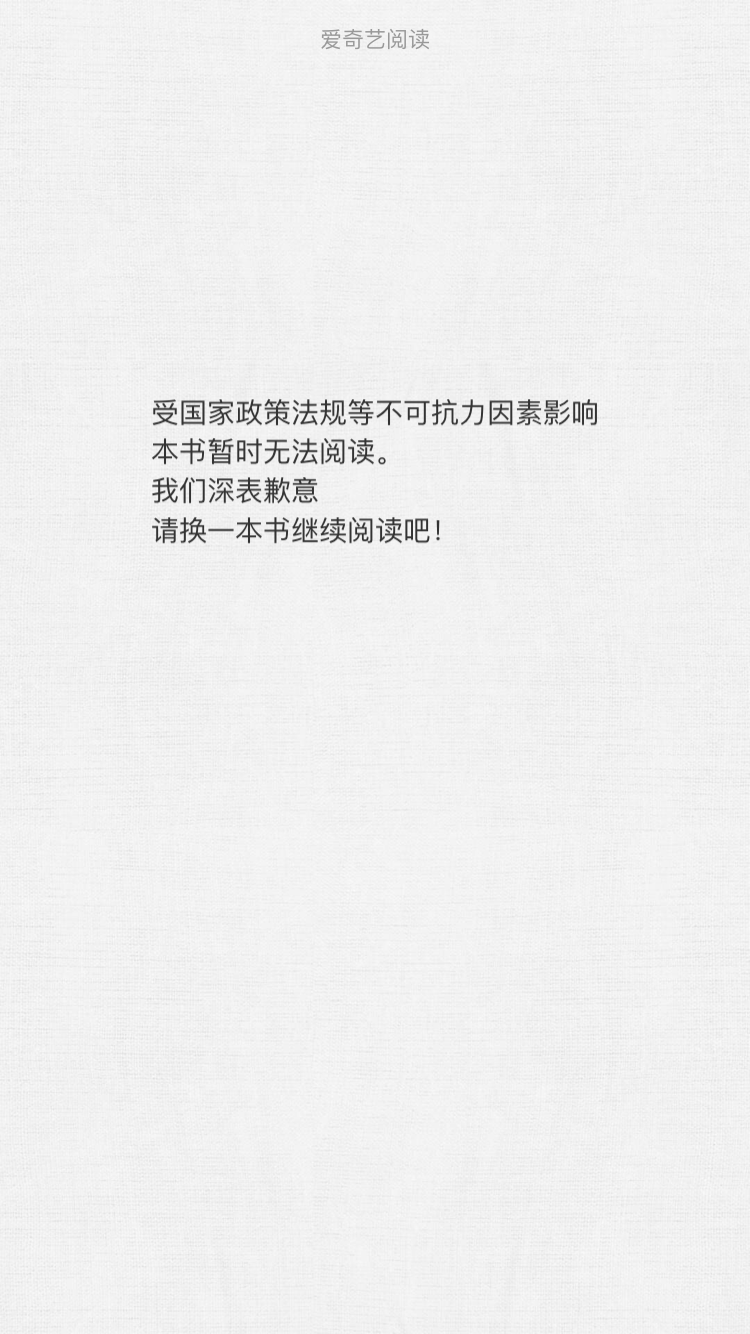 爱奇艺阅读
受国家政策法规等不可抗力因素影响
本书暂时无法阅读。
我们深表歉意
请换一本书继续阅读吧！